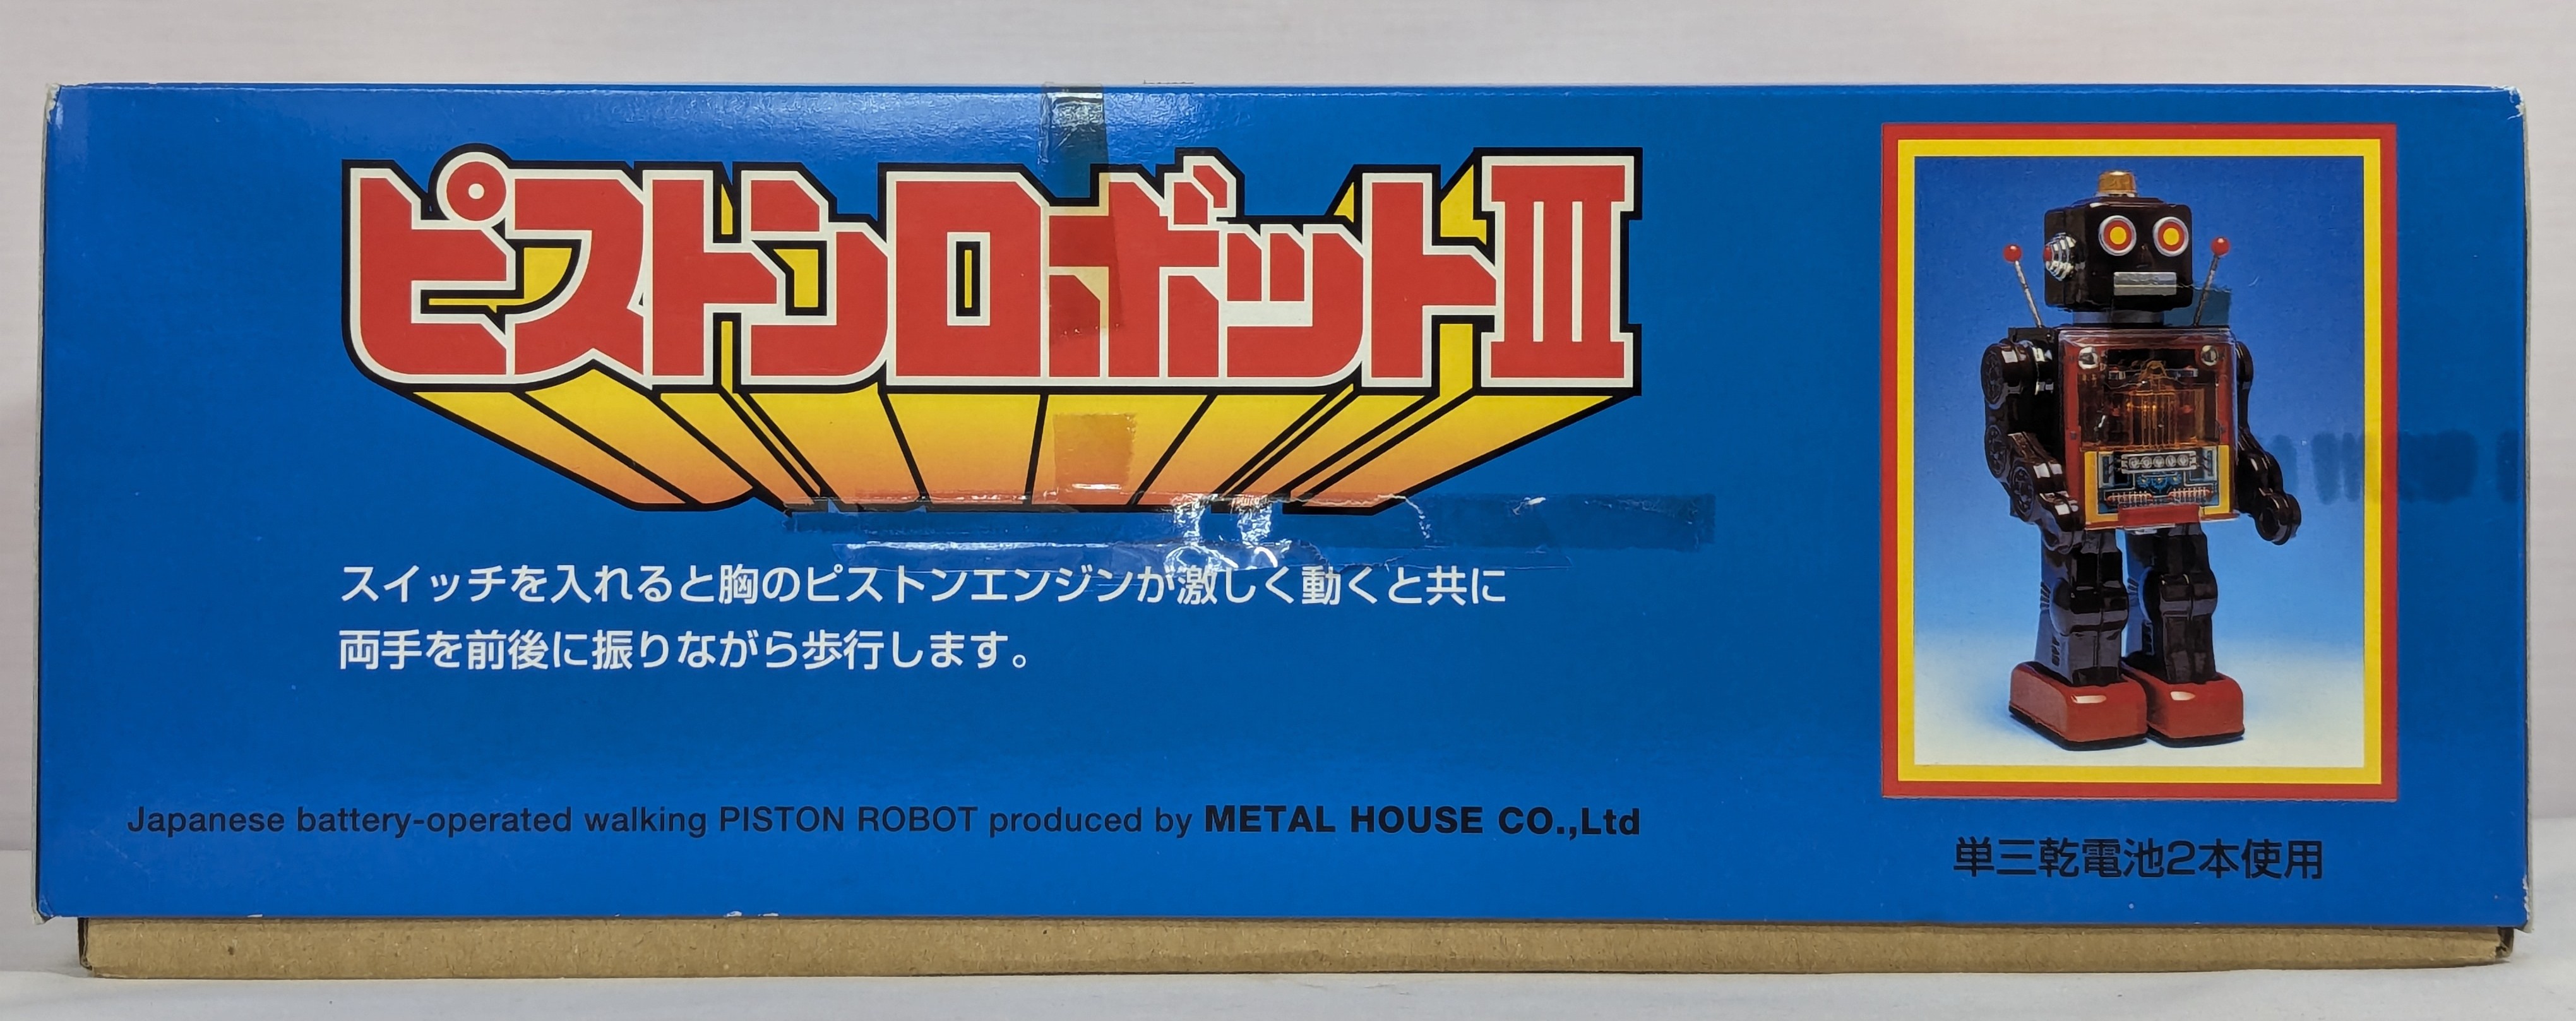 ピストンロボットIII
スイッチを入れると胸のピストンエンジンが激しく動くと共に
両手を前後に振りながら歩行します。
Japanese battery-operated walking PISTON ROBOT produced by METAL HOUSE CO.,Ltd
単三乾電池2本使用